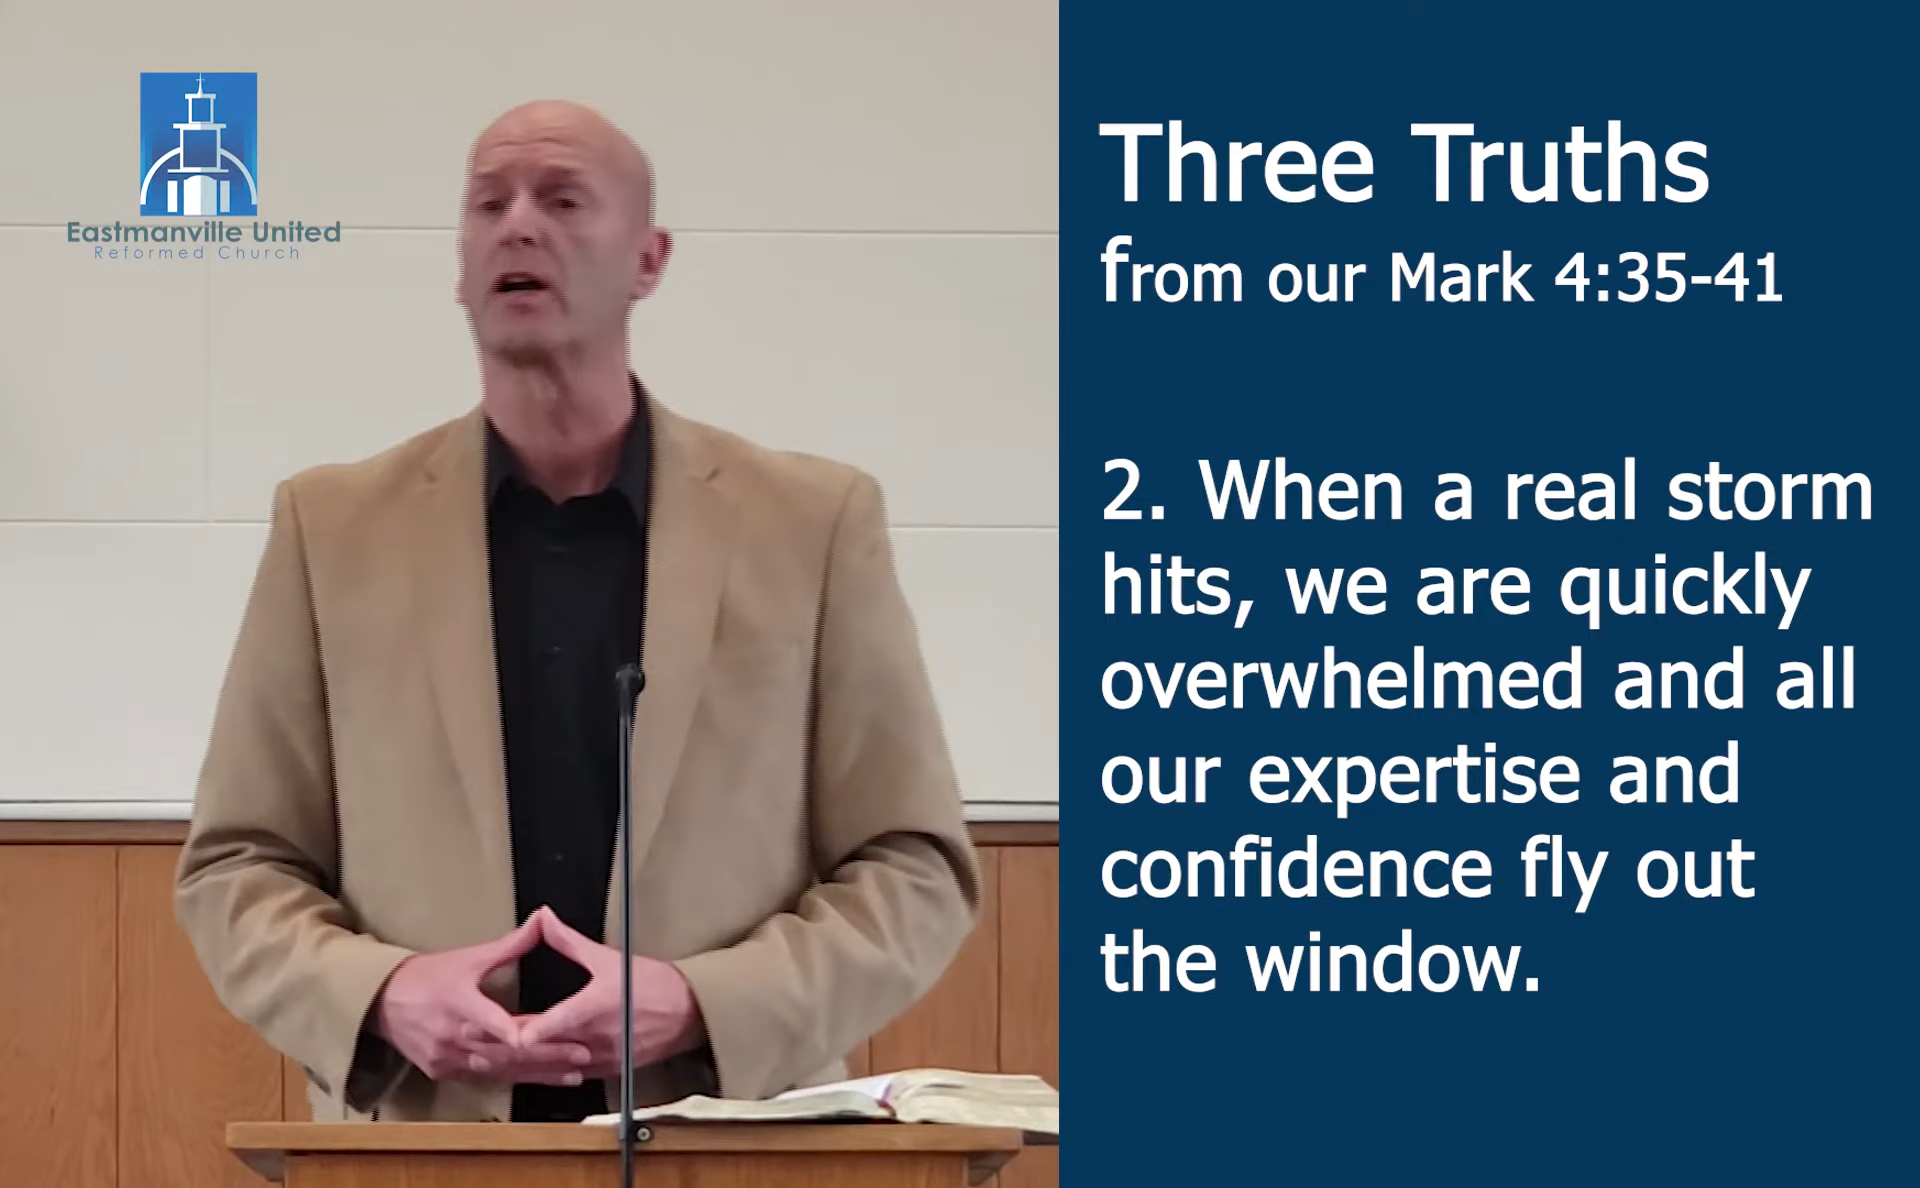 Eastmanville United
Reformed Church
Three Truths
from our Mark 4:35-41
2. When a real storm
hits, we are quickly
overwhelmed and all
our expertise and
confidence fly out
the window.